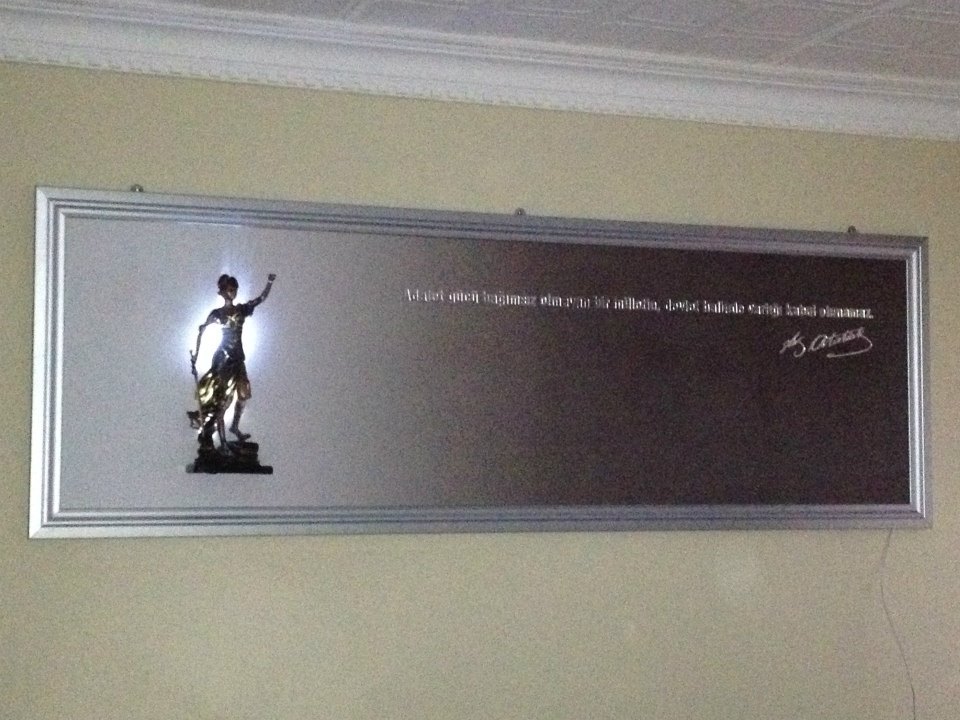 Adalet gücü bağımsız olmayan bir milletin, devlet halinde varlığı kabul olunamaz.
K. Atatürk